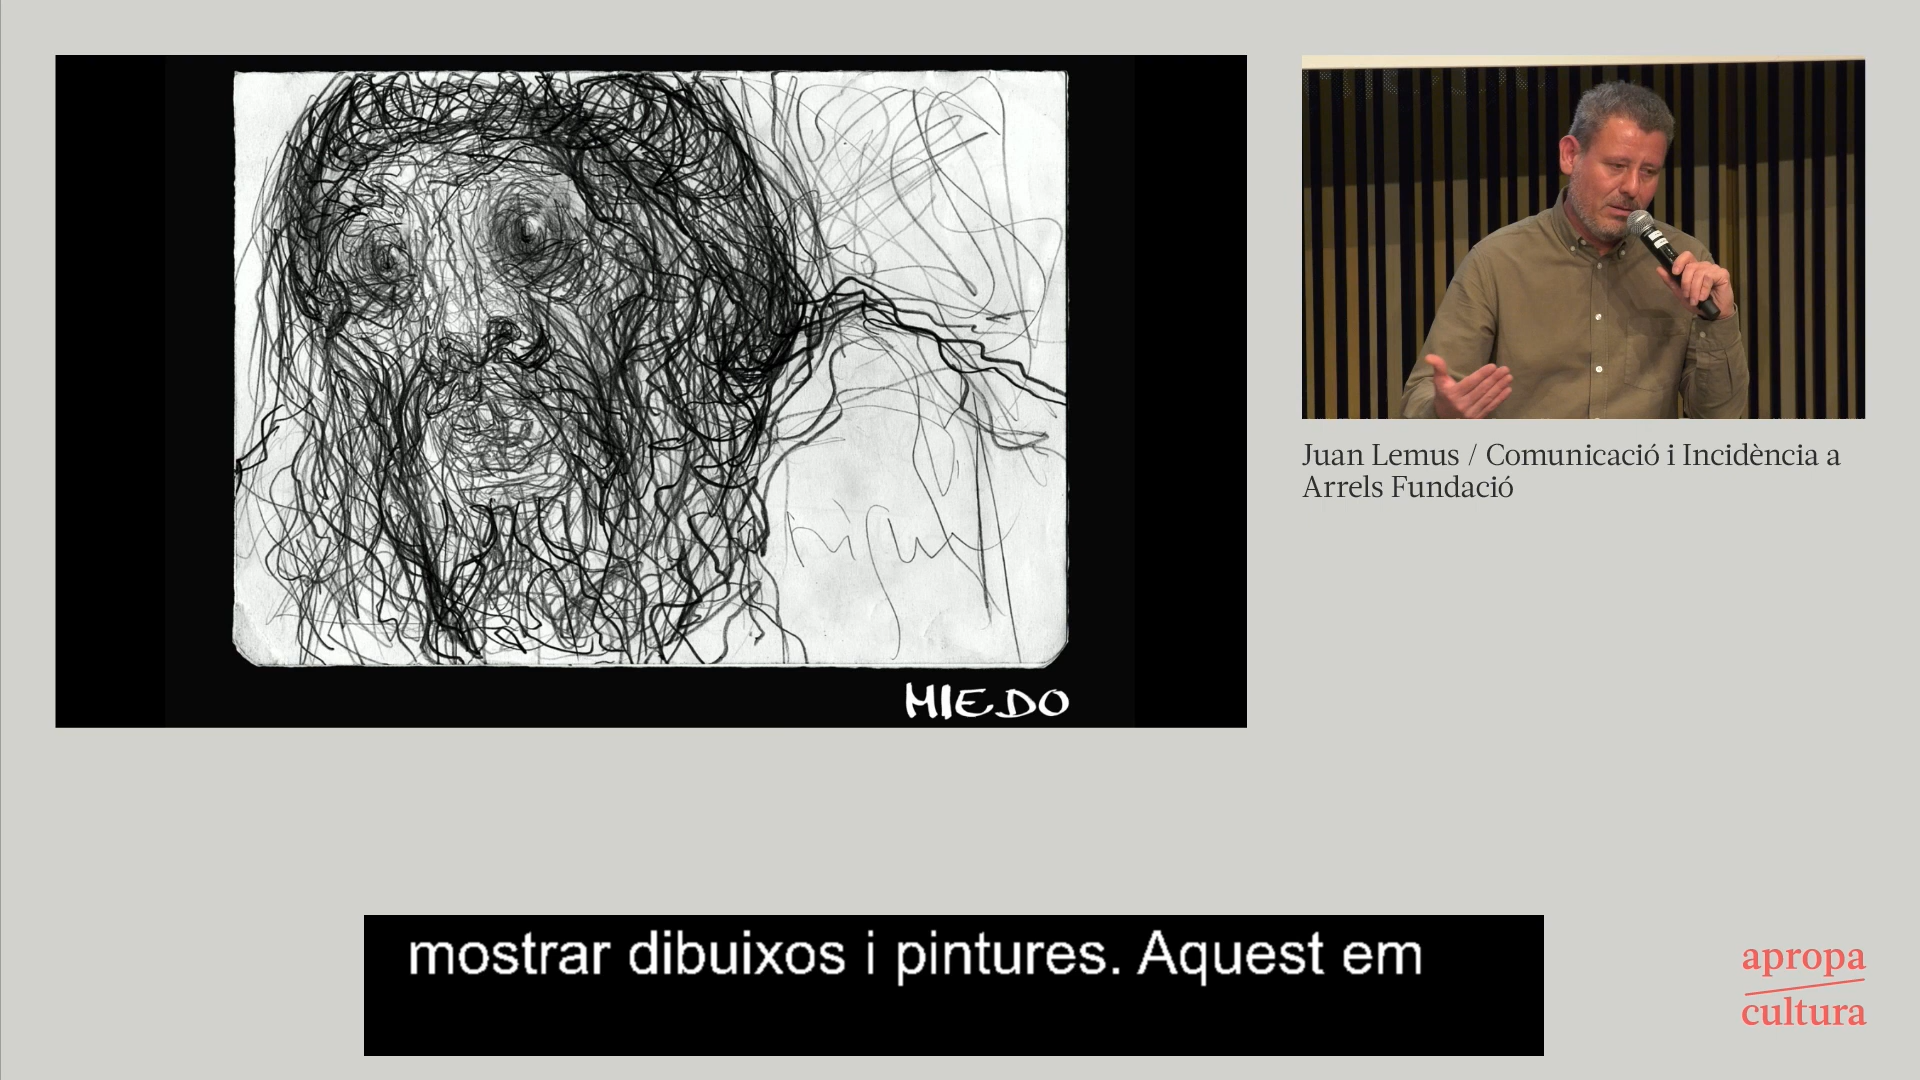 MIEDO
Juan Lemus / Comunicació i Incidència a
Arrels Fundació
mostrar dibuixos i pintures. Aquest em
apropa
cultura